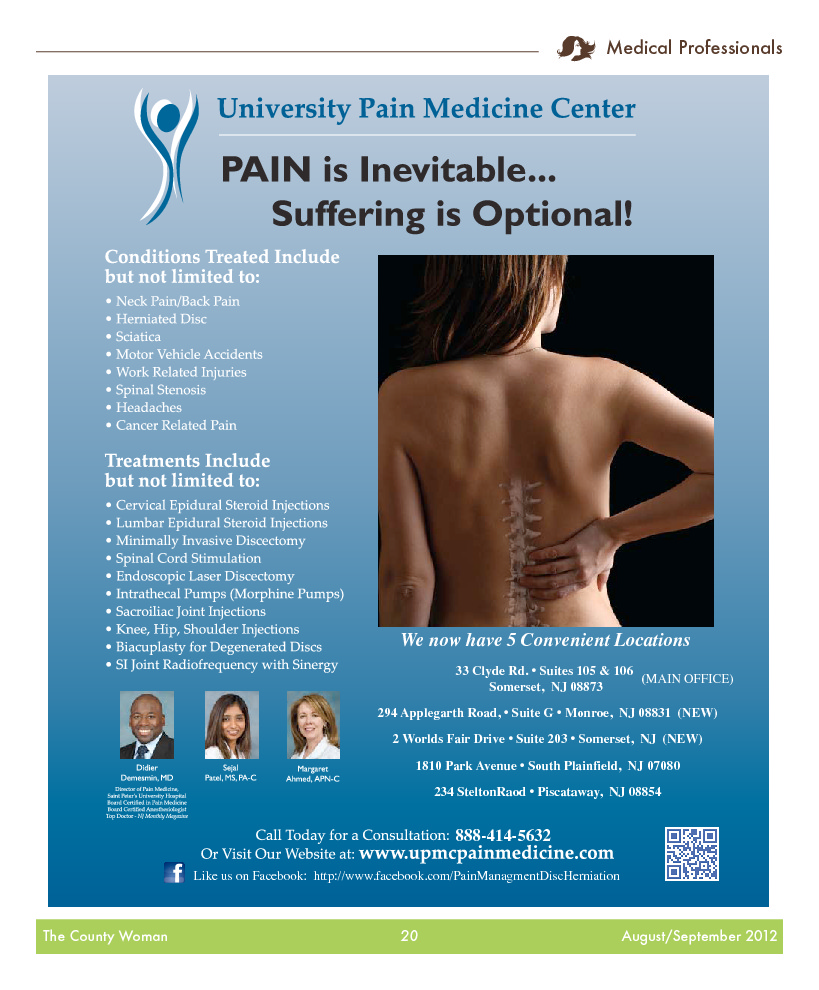 Medical Professionals
University Pain Medicine Center
PAIN is Inevitable...
Suffering is Optional!
Conditions Treated Include
but not limited to:
• Neck Pain/Back Pain
• Herniated Disc
• Sciatica
• Motor Vehicle Accidents
• Work Related Injuries
• Spinal Stenosis
• Headaches
• Cancer Related Pain
Treatments Include
but not limited to:
• Cervical Epidural Steroid Injections
• Lumbar Epidural Steroid Injections
• Minimally Invasive Discectomy
• Spinal Cord Stimulation
• Endoscopic Laser Discectomy
• Intrathecal Pumps (Morphine Pumps)
• Sacroiliac Joint Injections
• Knee, Hip, Shoulder Injections
• Biacuplasty for Degenerated Discs
• SI Joint Radiofrequency with Sinergy
Didier
Demesmin, MD
Director of Pain Medicine,
Saint Peter's University Hospital
Board Certified in Pain Medicine
Board Certified Anesthesiologist
Top Doctor - NJ Monthly Magazine
Sejal
Patel, MS, PA-C
Margaret
Ahmed, APN-C
We now have 5 Convenient Locations
33 Clyde Rd. • Suites 105 & 106
Somerset, NJ 08873
(MAIN OFFICE)
294 Applegarth Road, • Suite G • Monroe, NJ 08831 (NEW)
2 Worlds Fair Drive • Suite 203 • Somerset, NJ (NEW)
1810 Park Avenue • South Plainfield, NJ 07080
234 SteltonRaod • Piscataway, NJ 08854
Call Today for a Consultation: 888-414-5632
Or Visit Our Website at: www.upmcpainmedicine.com
f Like us on Facebook: http://www.facebook.com/PainManagmentDiscHerniation
The County Woman 20 August/September 2012